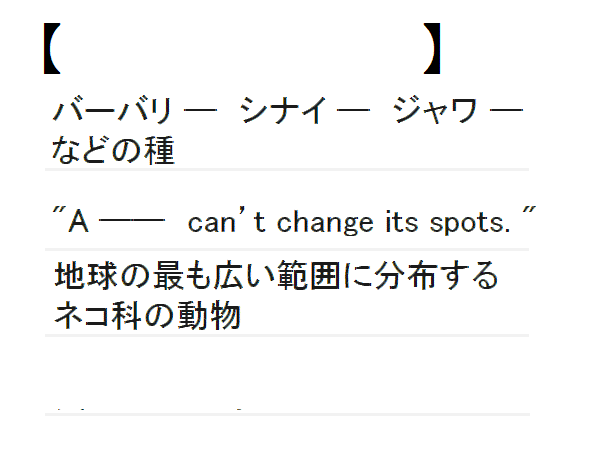 【 】
バーバリ ― シナイ ― ジャワ ―
などの種
"A ―― can't change its spots. "
地球の最も広い範囲に分布する
ネコ科の動物